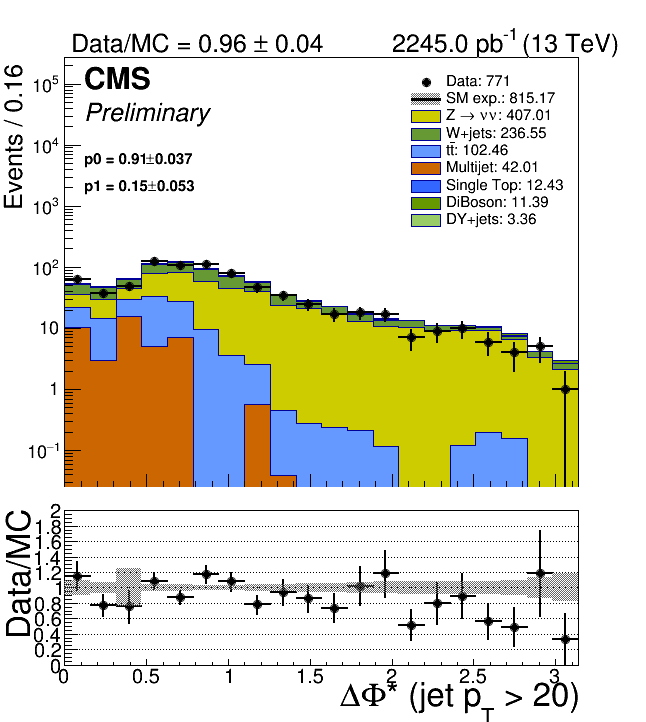 Data/MC = 0.96 ± 0.04
2245.0 pb⁻¹ (13 TeV)
CMS
Preliminary
p0 = 0.91±0.037
p1 = 0.15±0.053
Data: 771
SM exp.: 815.17
Z → νν: 407.01
W+jets: 236.55
tt̄: 102.46
Multijet: 42.01
Single Top: 12.43
DiBoson: 11.39
DY+jets: 3.36
Events / 0.16
10⁵
10⁴
10³
10²
10
1
10⁻¹
Data/MC
2
1.8
1.6
1.4
1.2
1
0.8
0.6
0.4
0.2
0
0 0.5 1 1.5 2 2.5 3
ΔΦ* (jet p_T > 20)